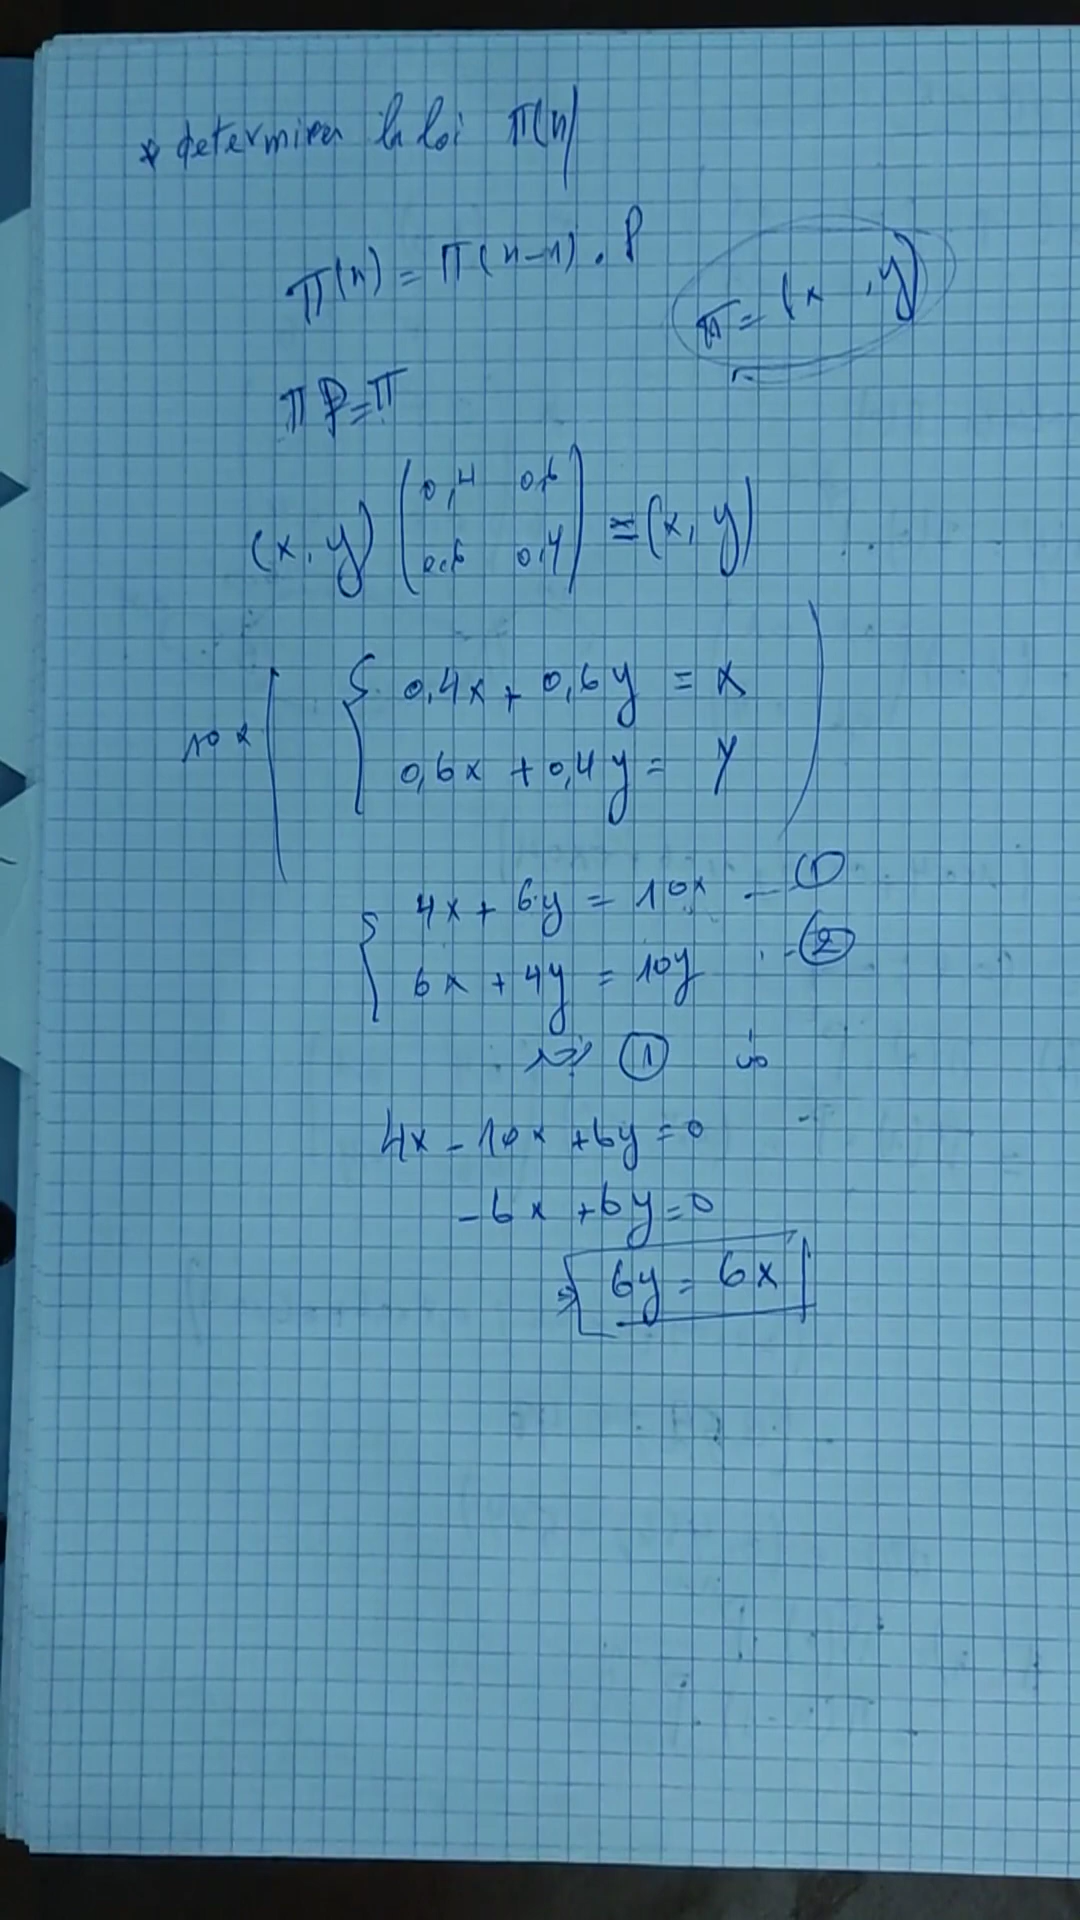 * determiner la loi π(n)
π(n) = π(n-1) . P
π = (x , y)
π P = π
(x, y) (0,4 0,6
0,6 0,4) = (x, y)
10 x
{ 0,4x + 0,6y = x
0,6x + 0,4y = y
{ 4x + 6y = 10x - ①
6x + 4y = 10y - ②
① من
4x - 10x + 6y = 0
-6x + 6y = 0
⇒ 6y = 6x